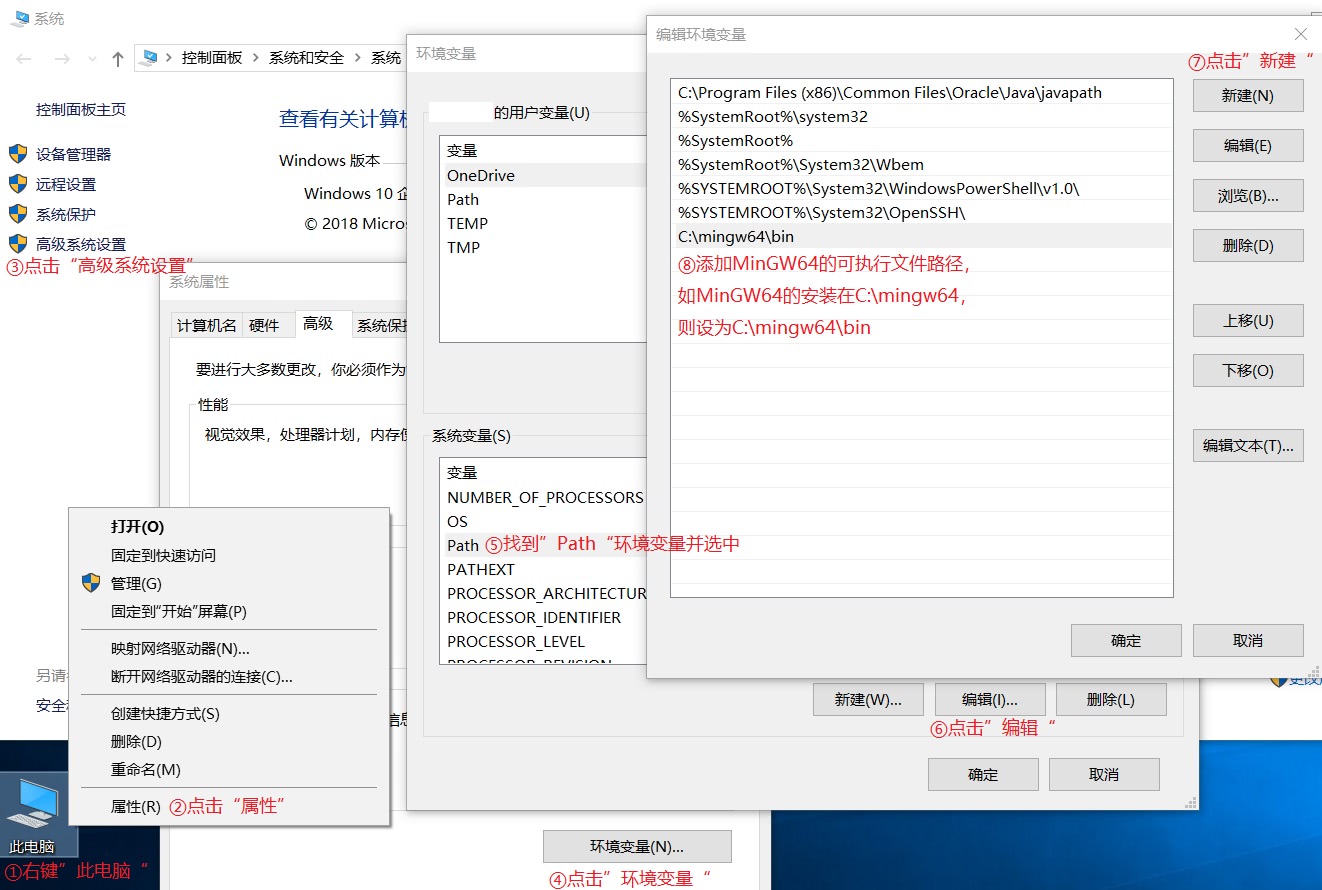 系统
控制面板 > 系统和安全 > 系统
控制面板主页
设备管理器
远程设置
系统保护
高级系统设置
③点击“高级系统设置”
查看有关计算机
Windows 版本
Windows 10 企
© 2018 Micros
安全
系统属性
计算机名
硬件
高级
系统保护
要进行大多数更改，你必须作为
性能
视觉效果，处理器计划，内存使
环境变量(N)...
④点击”环境变量“
打开(O)
固定到快速访问
管理(G)
固定到“开始”屏幕(P)
映射网络驱动器(N)...
断开网络驱动器的连接(C)...
创建快捷方式(S)
删除(D)
重命名(M)
属性(R) ②点击“属性”
此电脑
①右键”此电脑“
环境变量
的用户变量(U)
变量
OneDrive
Path
TEMP
TMP
系统变量(S)
变量
NUMBER_OF_PROCESSORS
OS
Path ⑤找到”Path“环境变量并选中
PATHEXT
PROCESSOR_ARCHITECTUR
PROCESSOR_IDENTIFIER
PROCESSOR_LEVEL
PROCESSOR_REVISION
新建(W)...
编辑(I)...
删除(L)
⑥点击”编辑“
确定
取消
编辑环境变量
⑦点击”新建“
C:\Program Files (x86)\Common Files\Oracle\Java\javapath
%SystemRoot%\system32
%SystemRoot%
%SystemRoot%\System32\Wbem
%SYSTEMROOT%\System32\WindowsPowerShell\v1.0\
%SYSTEMROOT%\System32\OpenSSH\
C:\mingw64\bin
⑧添加MinGW64的可执行文件路径，
如MinGW64的安装在C:\mingw64，
则设为C:\mingw64\bin
新建(N)
编辑(E)
浏览(B)...
删除(D)
上移(U)
下移(O)
编辑文本(T)...
确定
取消